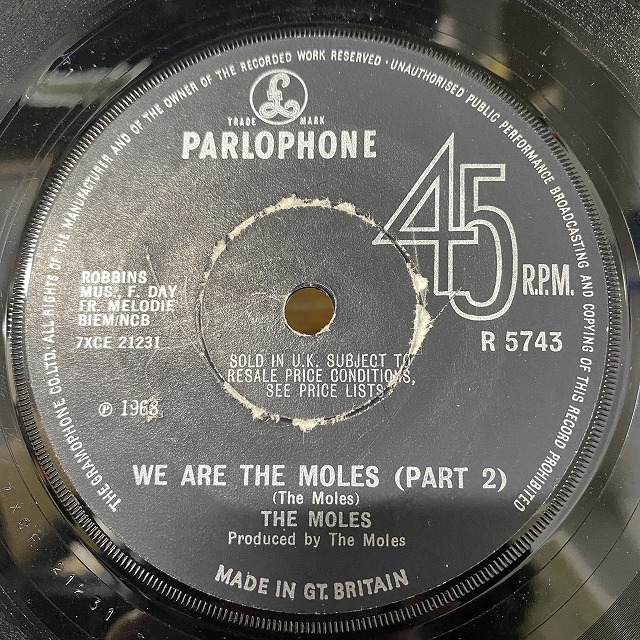 THE GRAMOPHONE CO. LTD. ALL RIGHTS OF THE MANUFACTURER AND OF THE OWNER OF THE RECORDED WORK RESERVED · UNAUTHORISED PUBLIC PERFORMANCE BROADCASTING AND COPYING OF THIS RECORD PROHIBITED
£
TRADE MARK
PARLOPHONE
45 R.P.M.
ROBBINS
MUS. F. DAY
FR. MELODIE
BIEM/NCB
7XCE 21231
R 5743
SOLD IN U.K. SUBJECT TO
RESALE PRICE CONDITIONS,
SEE PRICE LISTS
℗ 1968
WE ARE THE MOLES (PART 2)
(The Moles)
THE MOLES
Produced by The Moles
MADE IN GT. BRITAIN